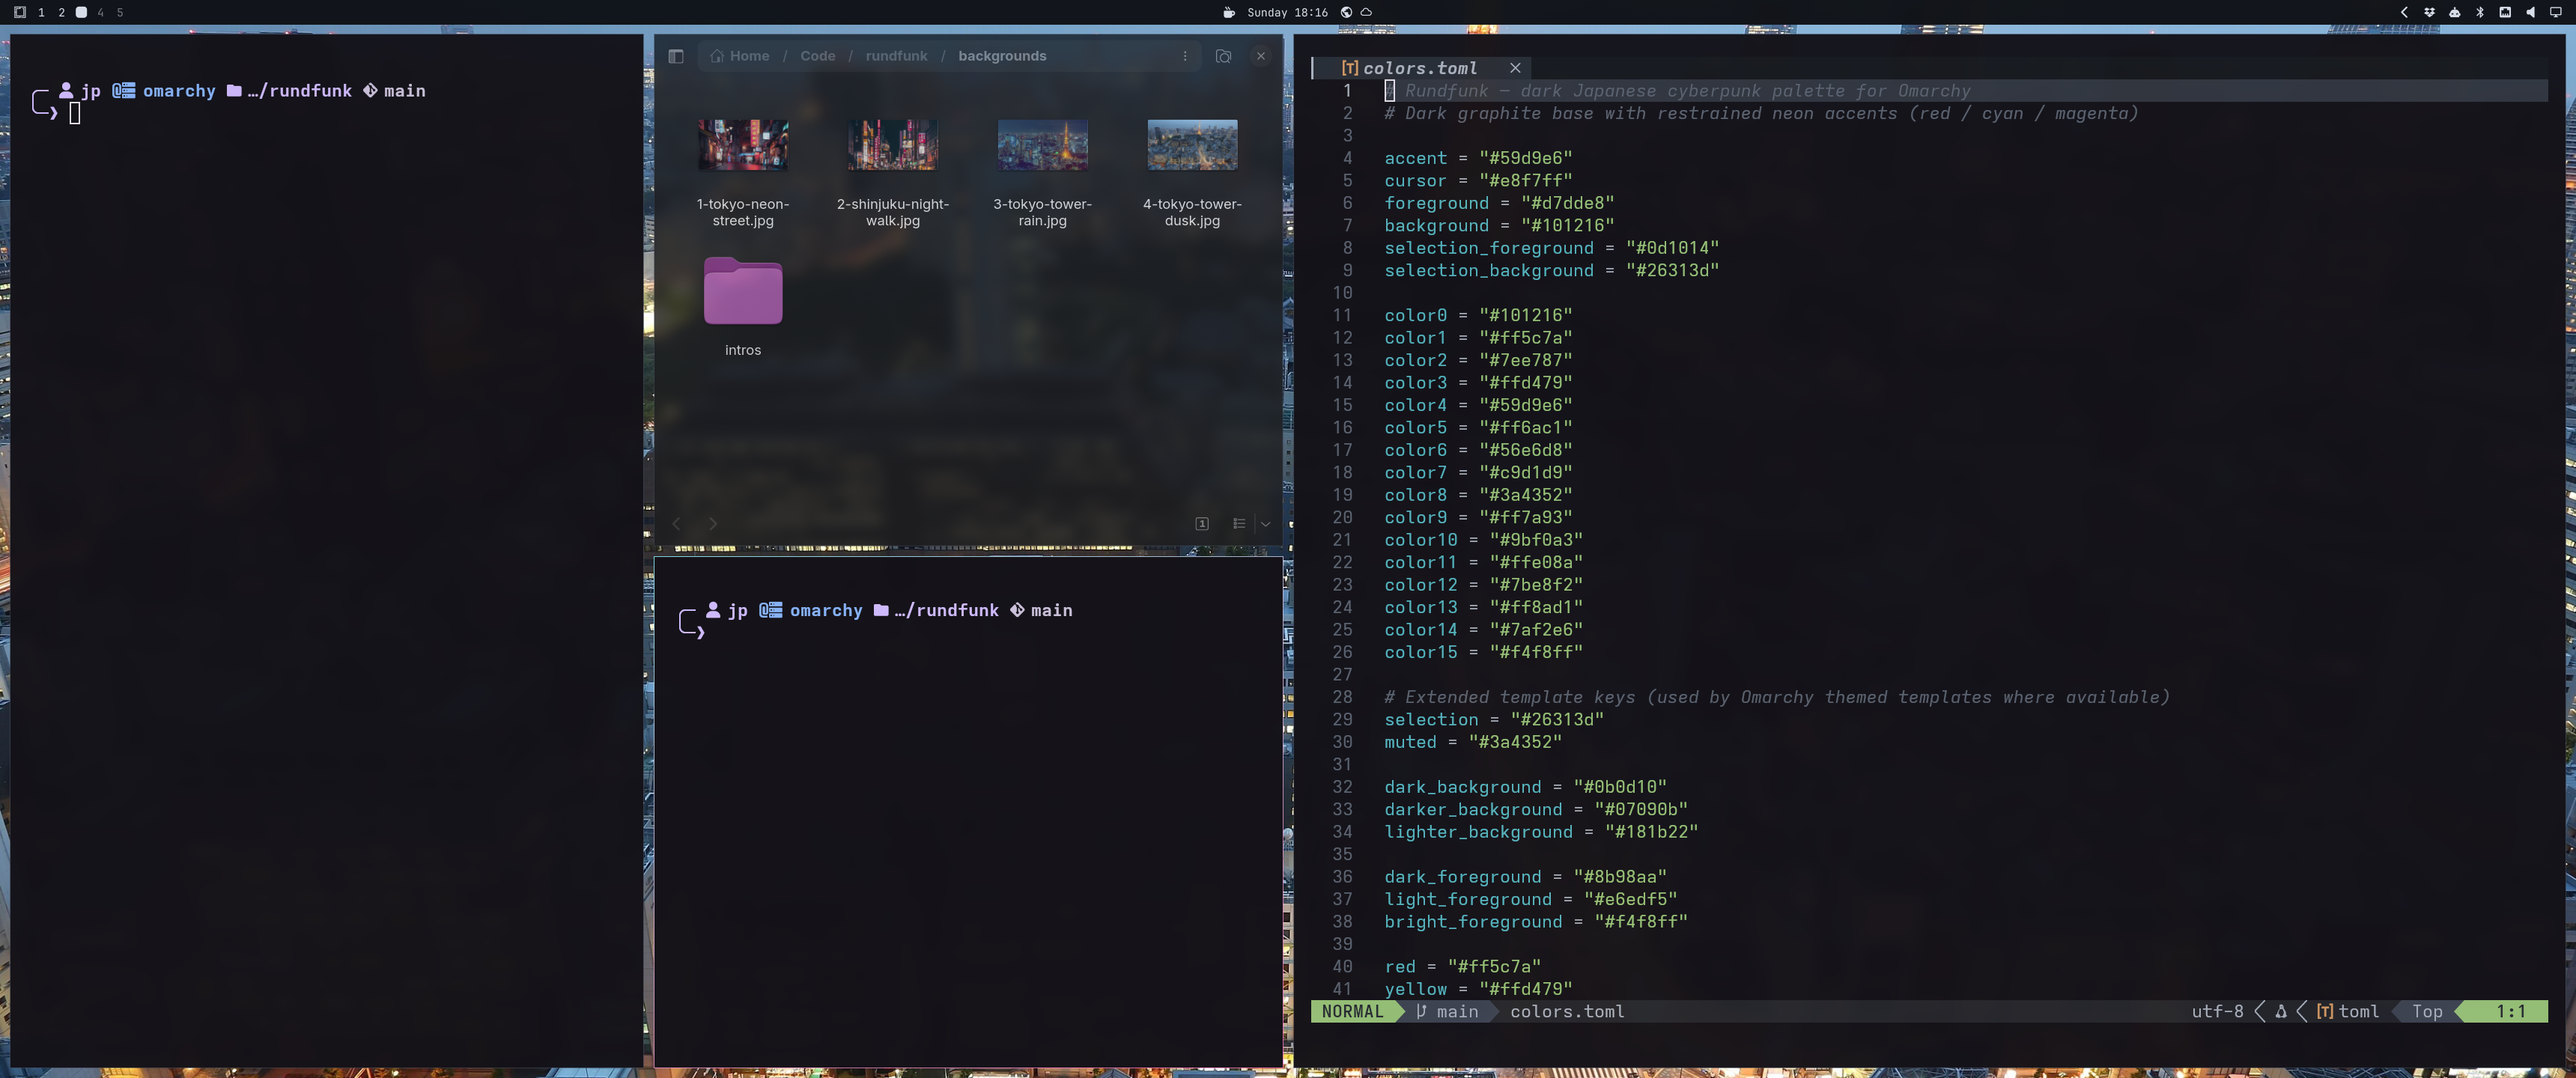 1 2 4 5
Sunday 18:16
jp @ omarchy …/rundfunk main
❯
Home / Code / rundfunk / backgrounds
1-tokyo-neon-
street.jpg
2-shinjuku-night-
walk.jpg
3-tokyo-tower-
rain.jpg
4-tokyo-tower-
dusk.jpg
intros
1
jp @ omarchy …/rundfunk main
❯
[T] colors.toml ×
1 # Rundfunk — dark Japanese cyberpunk palette for Omarchy
2 # Dark graphite base with restrained neon accents (red / cyan / magenta)
3
4 accent = "#59d9e6"
5 cursor = "#e8f7ff"
6 foreground = "#d7dde8"
7 background = "#101216"
8 selection_foreground = "#0d1014"
9 selection_background = "#26313d"
10
11 color0 = "#101216"
12 color1 = "#ff5c7a"
13 color2 = "#7ee787"
14 color3 = "#ffd479"
15 color4 = "#59d9e6"
16 color5 = "#ff6ac1"
17 color6 = "#56e6d8"
18 color7 = "#c9d1d9"
19 color8 = "#3a4352"
20 color9 = "#ff7a93"
21 color10 = "#9bf0a3"
22 color11 = "#ffe08a"
23 color12 = "#7be8f2"
24 color13 = "#ff8ad1"
25 color14 = "#7af2e6"
26 color15 = "#f4f8ff"
27
28 # Extended template keys (used by Omarchy themed templates where available)
29 selection = "#26313d"
30 muted = "#3a4352"
31
32 dark_background = "#0b0d10"
33 darker_background = "#07090b"
34 lighter_background = "#181b22"
35
36 dark_foreground = "#8b98aa"
37 light_foreground = "#e6edf5"
38 bright_foreground = "#f4f8ff"
39
40 red = "#ff5c7a"
41 yellow = "#ffd479"
NORMAL main colors.toml utf-8 [T] toml Top 1:1